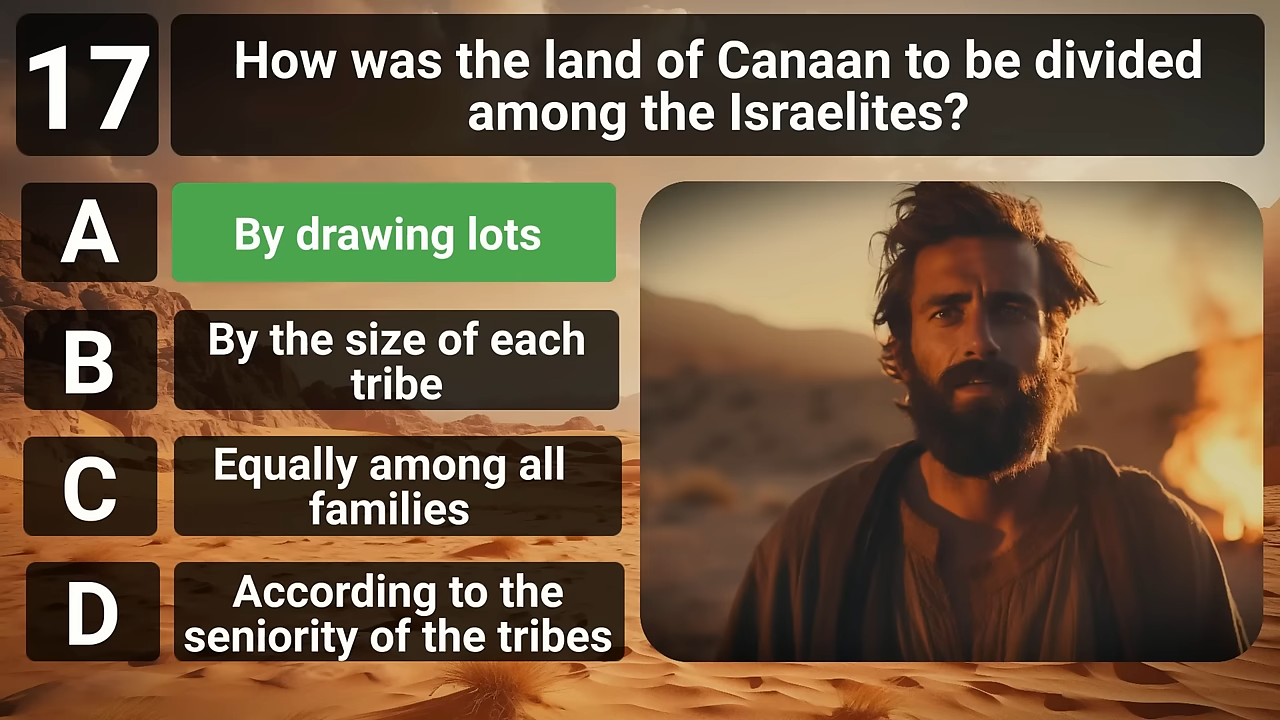 17
How was the land of Canaan to be divided
among the Israelites?
A
By drawing lots
B
By the size of each
tribe
C
Equally among all
families
D
According to the
seniority of the tribes